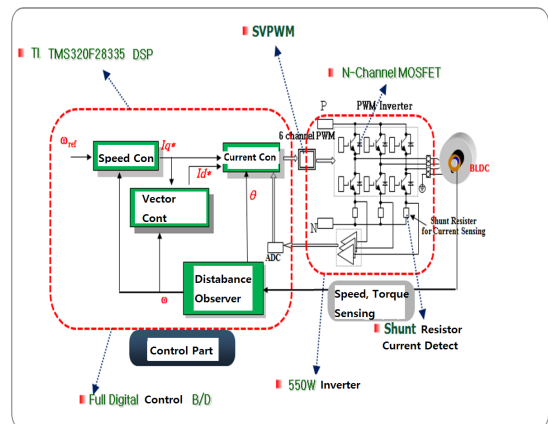 SVPWM
TI TMS320F28335 DSP
N-Channel MOSFET
P
PWM Inverter
6 channel PWM
ωref
Speed Con
Iq*
Current Con
Id*
BLDC
Vector
Cont
θ
N
Shunt Resister
for Current Sensing
ADC
Distabance
Observer
ω
Speed, Torque
Sensing
Control Part
Shunt Resistor
Current Detect
550W Inverter
Full Digital Control B/D